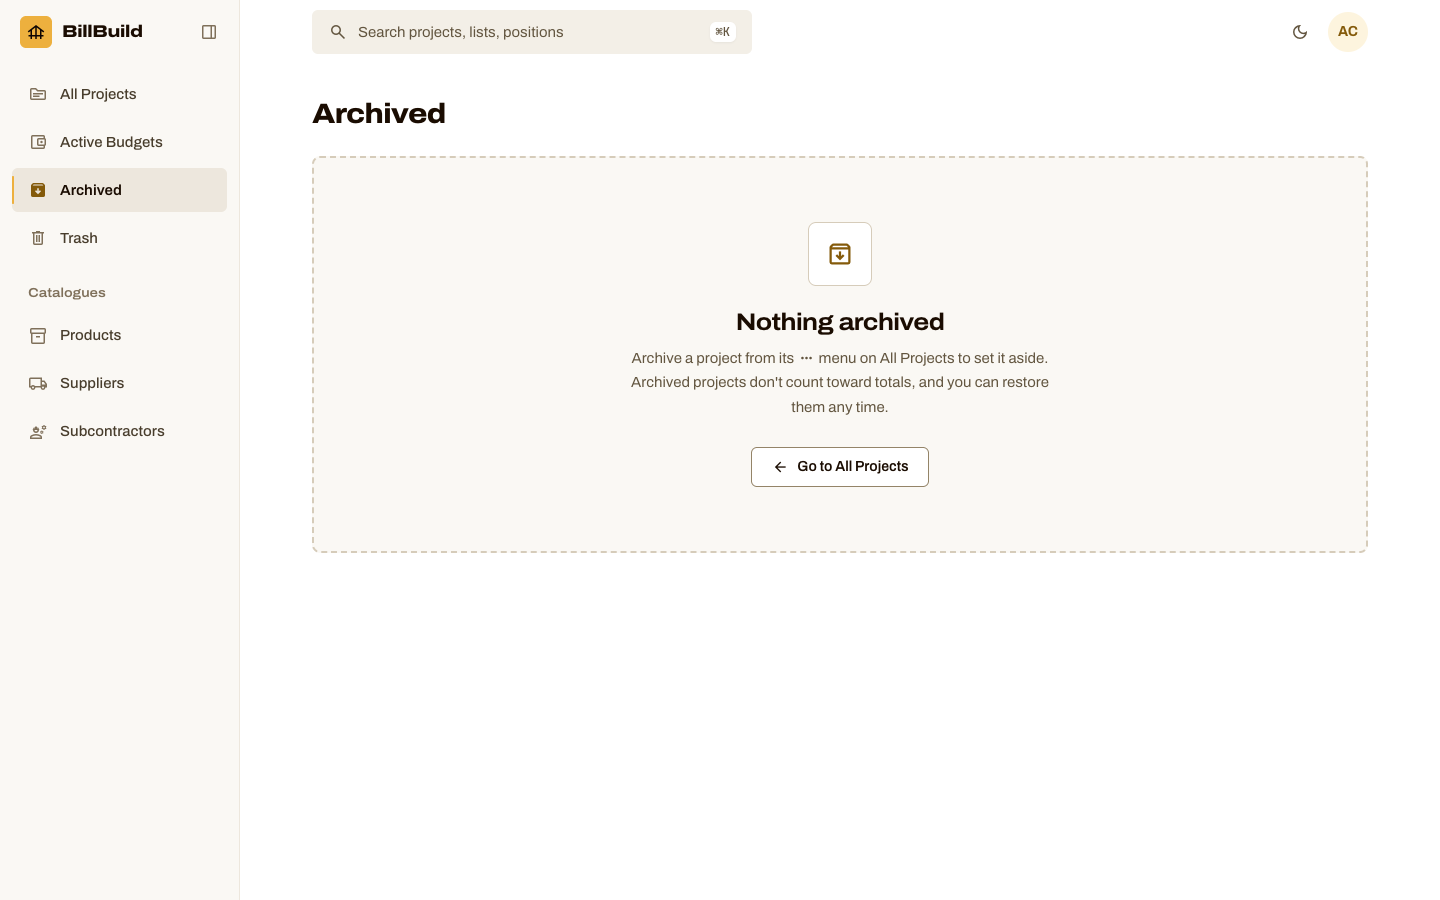 BillBuild
Search projects, lists, positions
⌘K
AC
All Projects
Active Budgets
Archived
Trash
Catalogues
Products
Suppliers
Subcontractors
Archived
Nothing archived
Archive a project from its ··· menu on All Projects to set it aside.
Archived projects don't count toward totals, and you can restore
them any time.
Go to All Projects